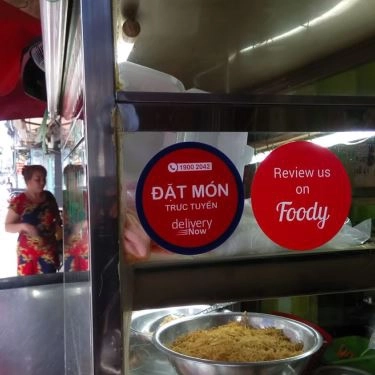 1900 2042
ĐẶT MÓN
TRỰC TUYẾN
delivery
Now
Review us
on
Foody